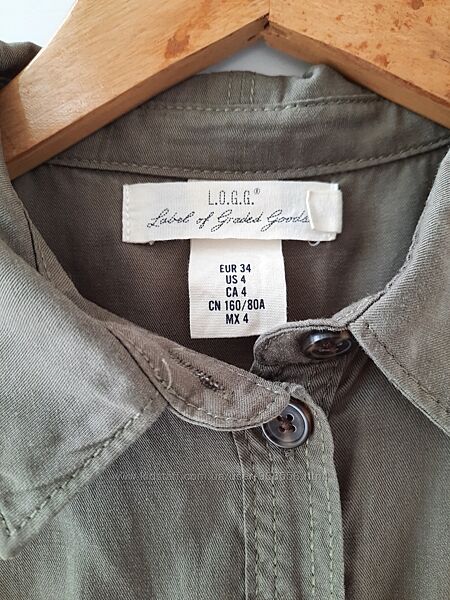 L.O.G.G.®
Label of Graded Goods
EUR 34
US 4
CA 4
CN 160/80A
MX 4